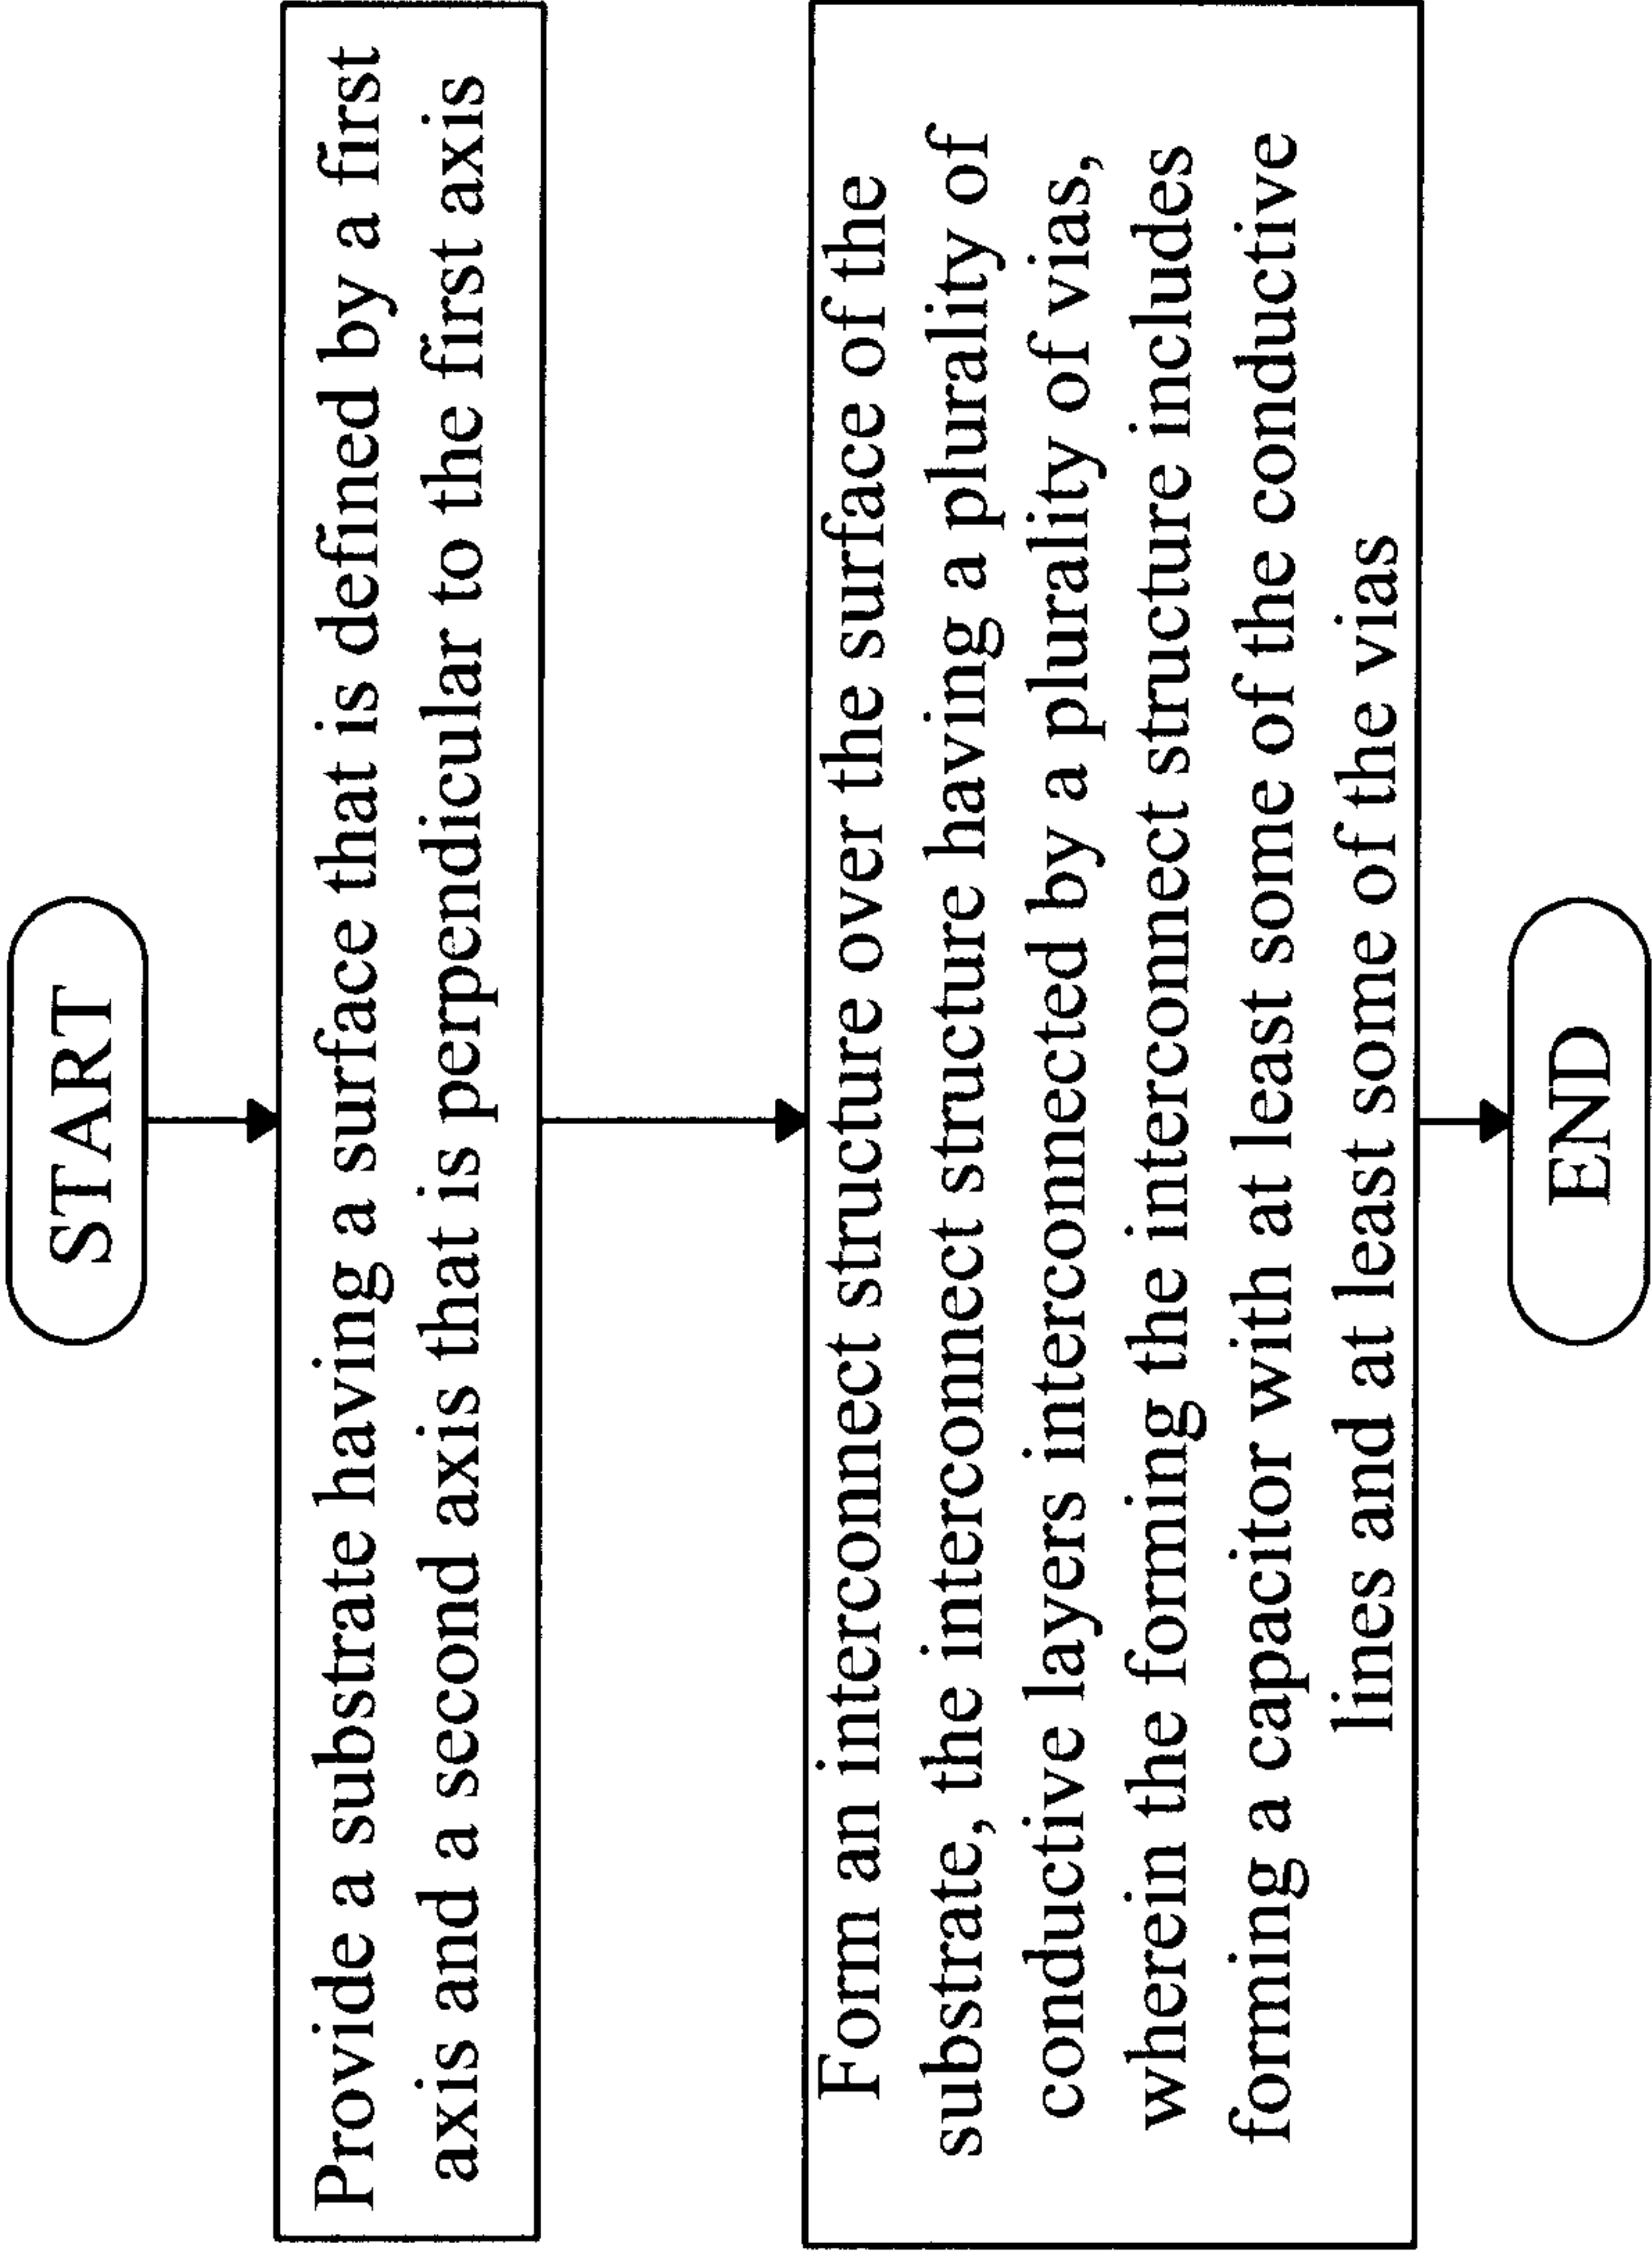 START
Provide a substrate having a surface that is defined by a first
axis and a second axis that is perpendicular to the first axis
Form an interconnect structure over the surface of the
substrate, the interconnect structure having a plurality of
conductive layers interconnected by a plurality of vias,
wherein the forming the interconnect structure includes
forming a capacitor with at least some of the conductive
lines and at least some of the vias
END